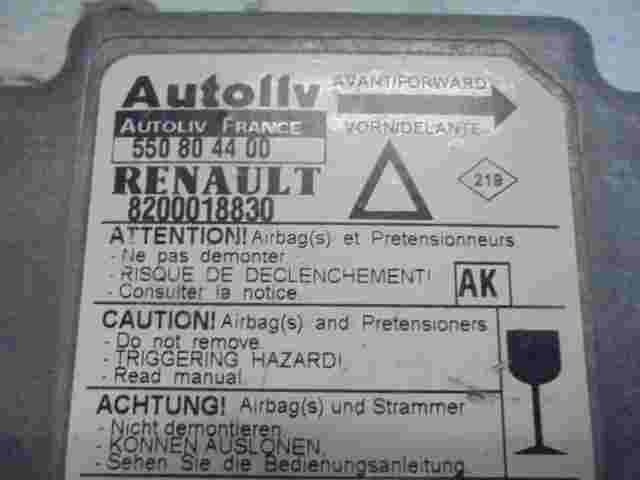 Autoliv
AVANT/FORWARD
AUTOLIV FRANCE
VORN/DELANTE
550 80 44 00
RENAULT
219
8200018830
ATTENTION! Airbag(s) et Pretensionneurs
- Ne pas demonter
- RISQUE DE DECLENCHEMENT!
- Consulter la notice
AK
CAUTION! Airbag(s) and Pretensioners
- Do not remove
- TRIGGERING HAZARD!
- Read manual
ACHTUNG! Airbag(s) und Strammer
- Nicht demontieren
- KONNEN AUSLONEN
- Sehen Sie die Bedienungsanleitung